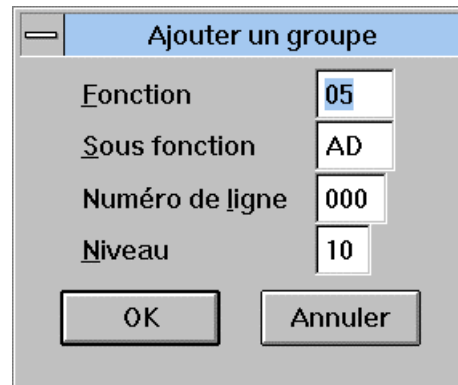 Ajouter un groupe
Fonction 05
Sous fonction AD
Numéro de ligne 000
Niveau 10
OK Annuler